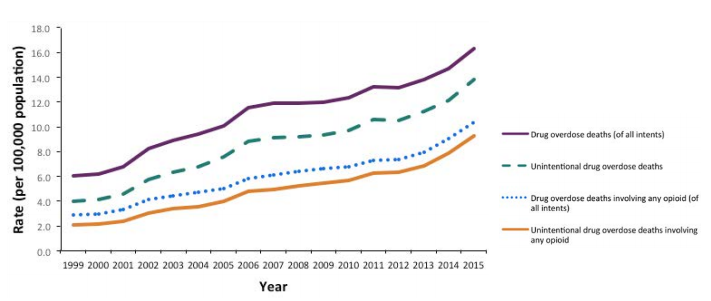 18.0
16.0
14.0
12.0
10.0
8.0
6.0
4.0
2.0
0.0
Rate (per 100,000 population)
1999 2000 2001 2002 2003 2004 2005 2006 2007 2008 2009 2010 2011 2012 2013 2014 2015
Year
Drug overdose deaths (of all intents)
Unintentional drug overdose deaths
Drug overdose deaths involving any opioid (of
all intents)
Unintentional drug overdose deaths involving
any opioid